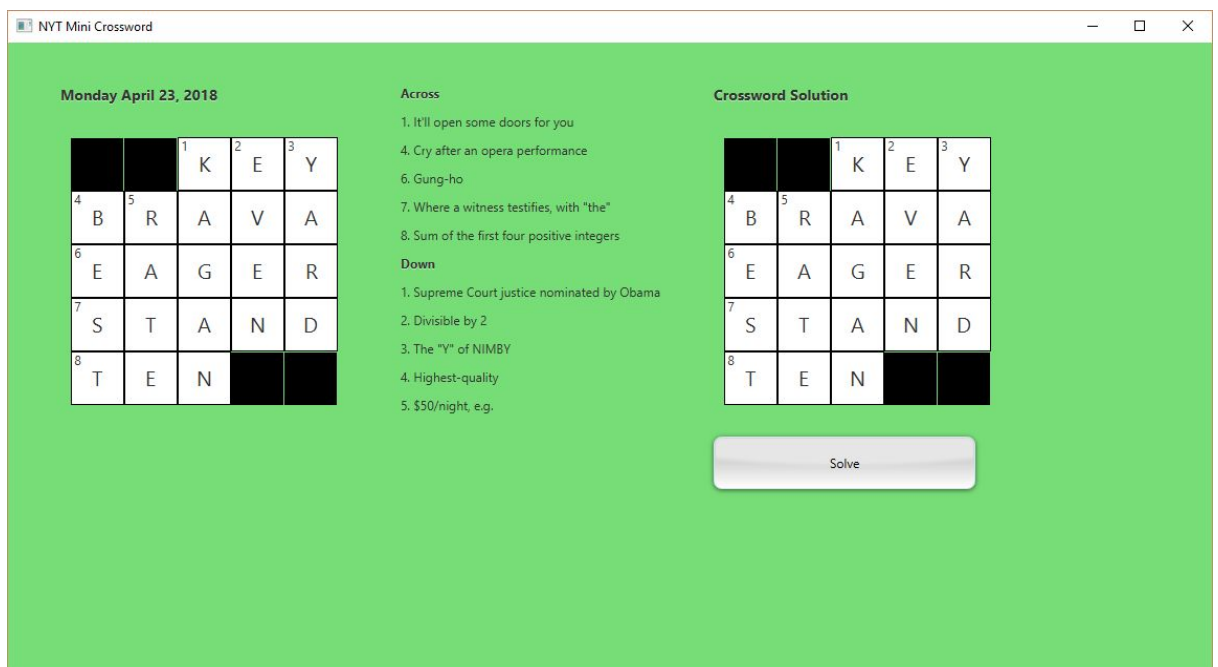 NYT Mini Crossword
Monday April 23, 2018
1 K 2 E 3 Y
4 B 5 R A V A
6 E A G E R
7 S T A N D
8 T E N
Across
1. It'll open some doors for you
4. Cry after an opera performance
6. Gung-ho
7. Where a witness testifies, with "the"
8. Sum of the first four positive integers
Down
1. Supreme Court justice nominated by Obama
2. Divisible by 2
3. The "Y" of NIMBY
4. Highest-quality
5. $50/night, e.g.
Crossword Solution
1 K 2 E 3 Y
4 B 5 R A V A
6 E A G E R
7 S T A N D
8 T E N
Solve